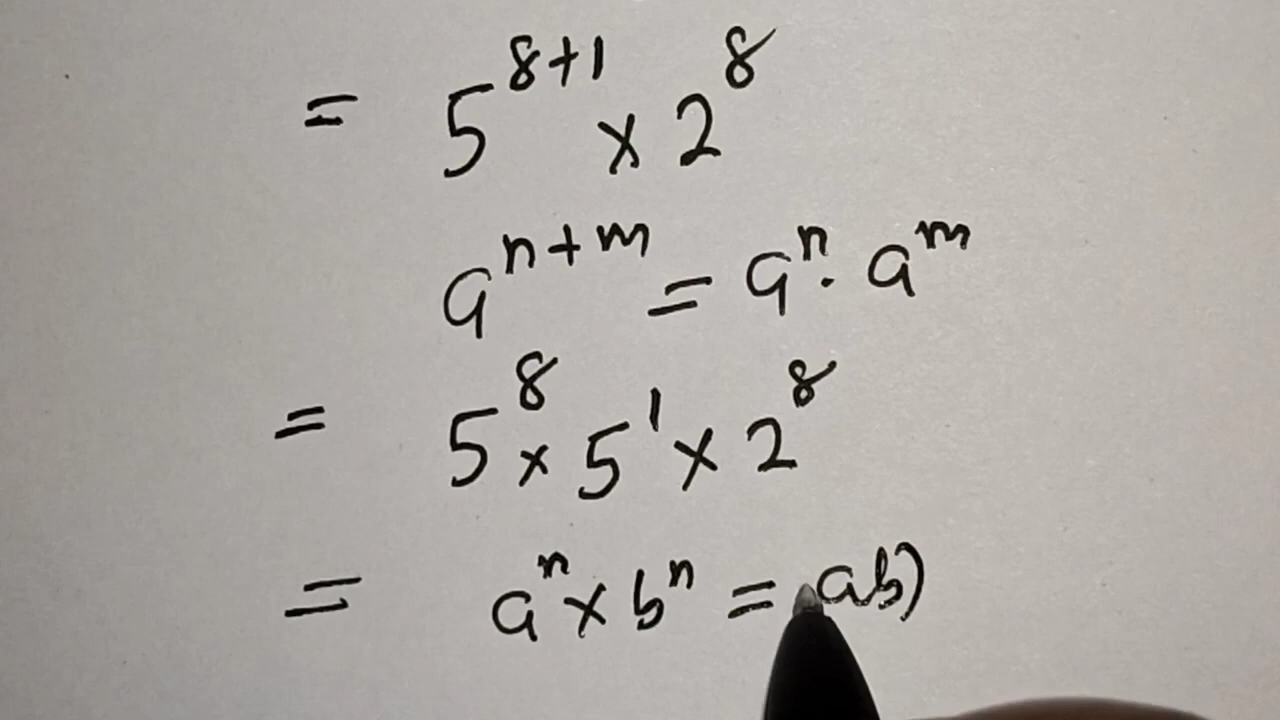 = 5^{8+1} × 2^8
a^{n+m} = a^n · a^m
= 5^8 × 5^1 × 2^8
= a^n × b^n = ab)